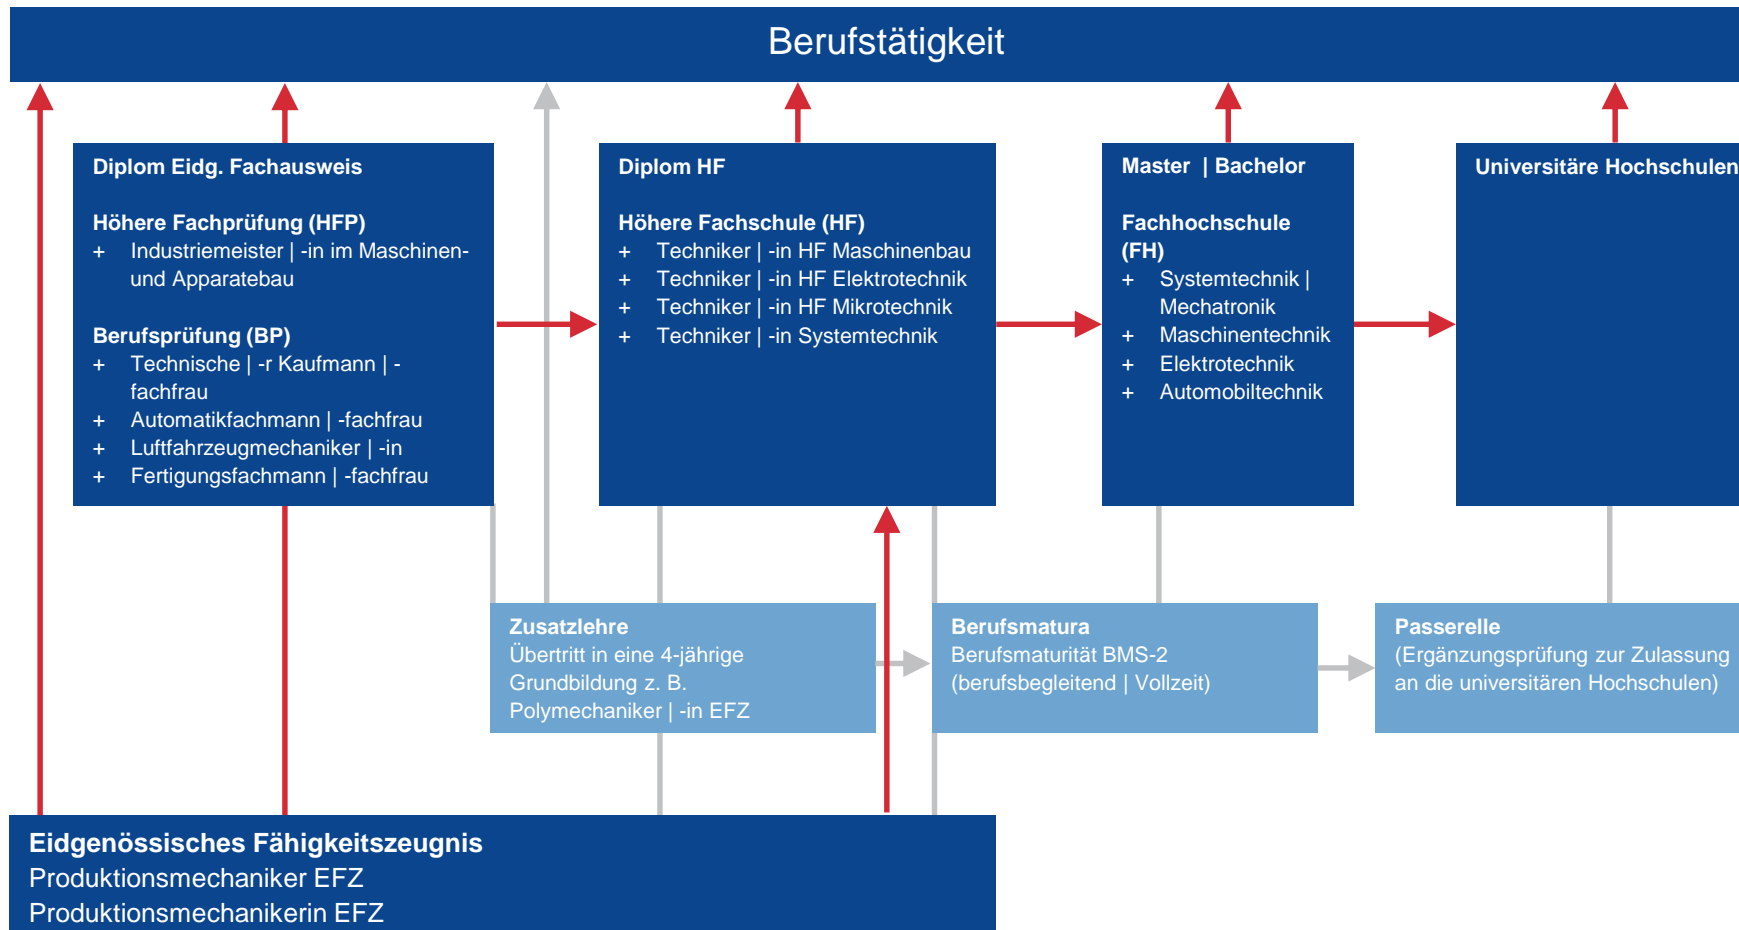 Berufstätigkeit
Diplom Eidg. Fachausweis
Höhere Fachprüfung (HFP)
+ Industriemeister | -in im Maschinen-
und Apparatebau
Berufsprüfung (BP)
+ Technische | -r Kaufmann | -
fachfrau
+ Automatikfachmann | -fachfrau
+ Luftfahrzeugmechaniker | -in
+ Fertigungsfachmann | -fachfrau
Diplom HF
Höhere Fachschule (HF)
+ Techniker | -in HF Maschinenbau
+ Techniker | -in HF Elektrotechnik
+ Techniker | -in HF Mikrotechnik
+ Techniker | -in Systemtechnik
Master | Bachelor
Fachhochschule
(FH)
+ Systemtechnik |
Mechatronik
+ Maschinentechnik
+ Elektrotechnik
+ Automobiltechnik
Universitäre Hochschulen
Zusatzlehre
Übertritt in eine 4-jährige
Grundbildung z. B.
Polymechaniker | -in EFZ
Berufsmatura
Berufsmaturität BMS-2
(berufsbegleitend | Vollzeit)
Passerelle
(Ergänzungsprüfung zur Zulassung
an die universitären Hochschulen)
Eidgenössisches Fähigkeitszeugnis
Produktionsmechaniker EFZ
Produktionsmechanikerin EFZ